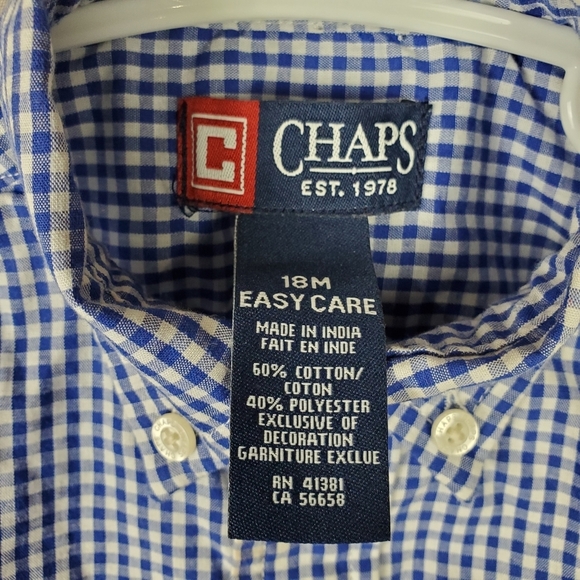 C CHAPS
EST. 1978
18M
EASY CARE
MADE IN INDIA
FAIT EN INDE
60% COTTON/
COTON
40% POLYESTER
EXCLUSIVE OF
DECORATION
GARNITURE EXCLUE
RN 41381
CA 56658